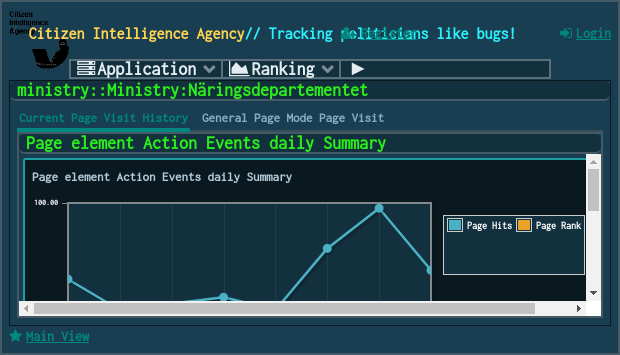 Citizen
Intelligence
Agency
Citizen Intelligence Agency// Tracking politicians like bugs!
Login
Application
Ranking
ministry::Ministry:Näringsdepartementet
Current Page Visit History
General Page Mode Page Visit
Page element Action Events daily Summary
Page element Action Events daily Summary
100.00
Page Hits
Page Rank
Main View